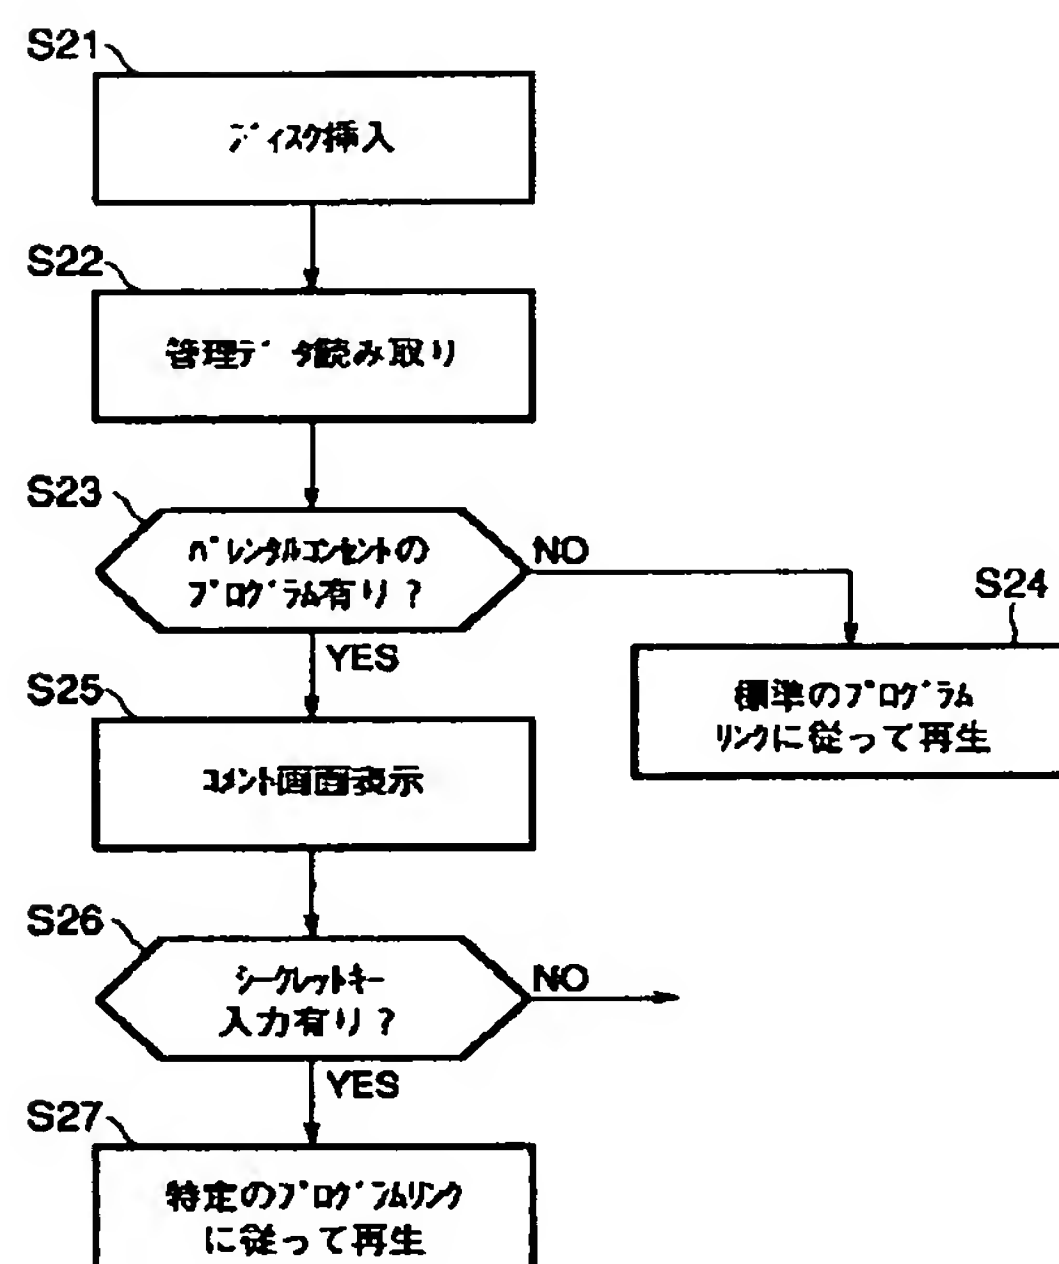 S21
ディスク挿入
S22
管理データ読み取り
S23
パレンタルコンセントの
プログラム有り？
NO
S24
標準のプログラム
リンクに従って再生
YES
S25
コメント画面表示
S26
シークレットキー
入力有り？
NO
YES
S27
特定のプログラムリンク
に従って再生